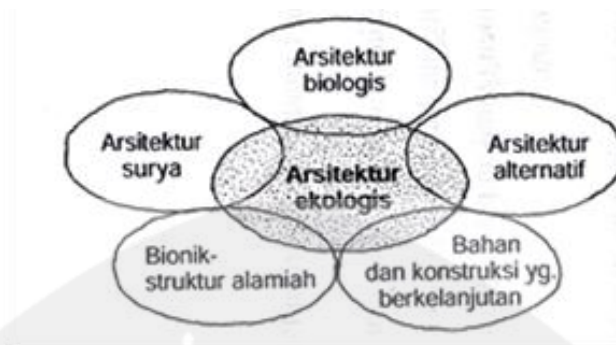 Arsitektur
biologis
Arsitektur
surya
Arsitektur
alternatif
Arsitektur
ekologis
Bionik-
struktur alamiah
Bahan
dan konstruksi yg.
berkelanjutan